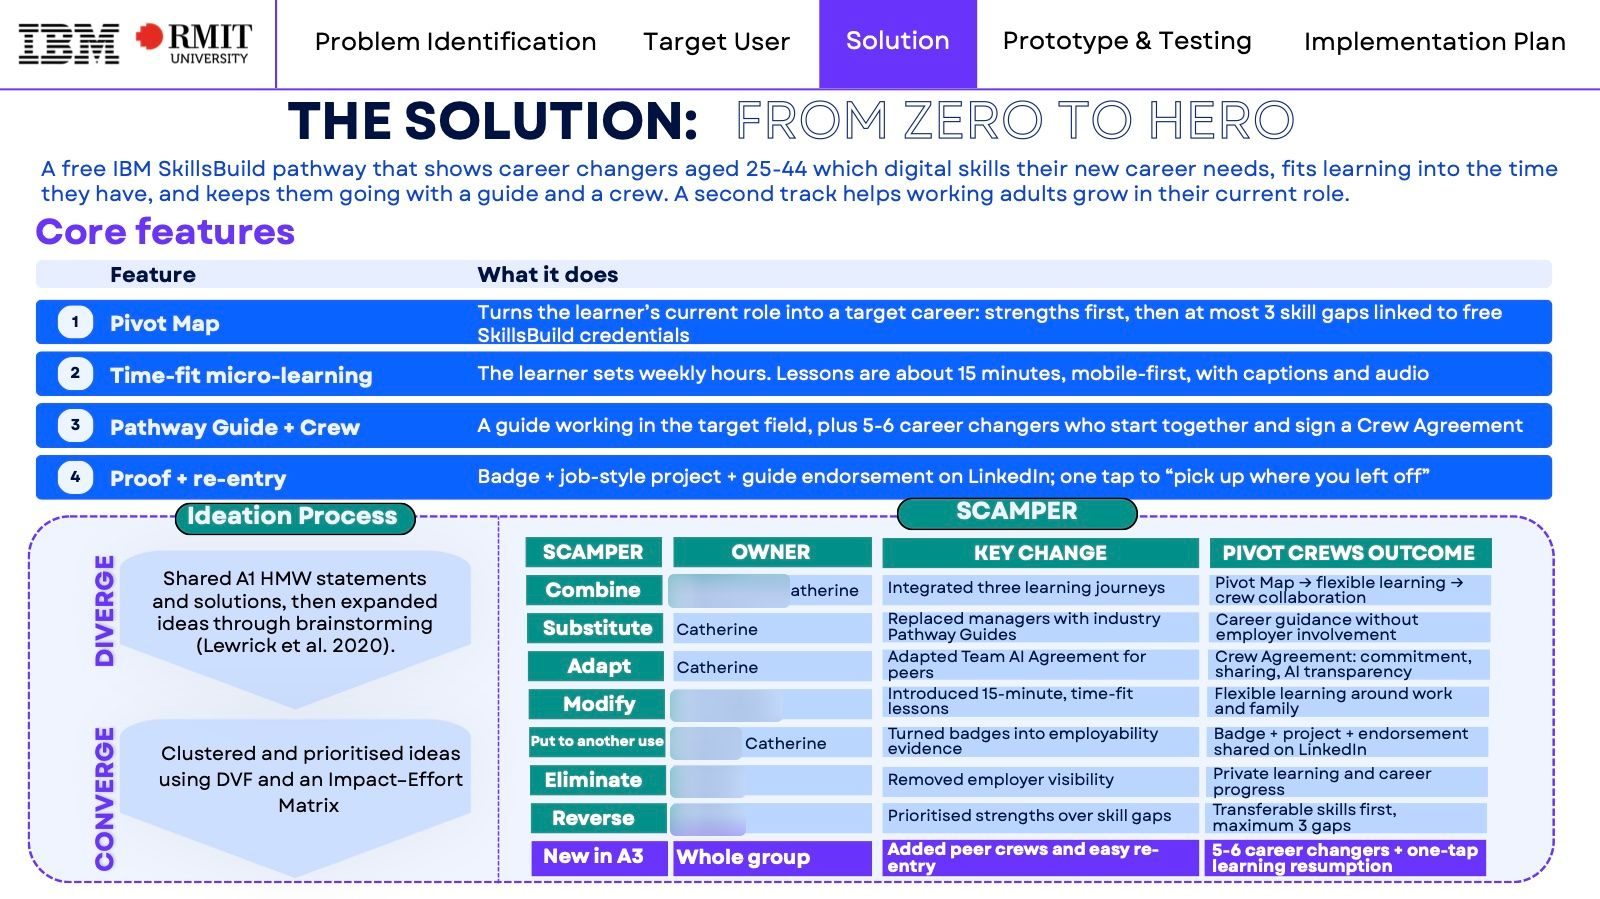 IBM RMIT UNIVERSITY
Problem Identification
Target User
Solution
Prototype & Testing
Implementation Plan
THE SOLUTION: FROM ZERO TO HERO
A free IBM SkillsBuild pathway that shows career changers aged 25-44 which digital skills their new career needs, fits learning into the time
they have, and keeps them going with a guide and a crew. A second track helps working adults grow in their current role.
Core features
Feature What it does
1 Pivot Map Turns the learner’s current role into a target career: strengths first, then at most 3 skill gaps linked to free
SkillsBuild credentials
2 Time-fit micro-learning The learner sets weekly hours. Lessons are about 15 minutes, mobile-first, with captions and audio
3 Pathway Guide + Crew A guide working in the target field, plus 5-6 career changers who start together and sign a Crew Agreement
4 Proof + re-entry Badge + job-style project + guide endorsement on LinkedIn; one tap to “pick up where you left off”
Ideation Process
DIVERGE
Shared A1 HMW statements
and solutions, then expanded
ideas through brainstorming
(Lewrick et al. 2020).
CONVERGE
Clustered and prioritised ideas
using DVF and an Impact–Effort
Matrix
SCAMPER
SCAMPER OWNER KEY CHANGE PIVOT CREWS OUTCOME
Combine atherine Integrated three learning journeys Pivot Map → flexible learning →
crew collaboration
Substitute Catherine Replaced managers with industry
Pathway Guides
Career guidance without
employer involvement
Adapt Catherine Adapted Team AI Agreement for
peers
Crew Agreement: commitment,
sharing, AI transparency
Modify Introduced 15-minute, time-fit
lessons
Flexible learning around work
and family
Put to another use Catherine Turned badges into employability
evidence
Badge + project + endorsement
shared on LinkedIn
Eliminate Removed employer visibility Private learning and career
progress
Reverse Prioritised strengths over skill gaps Transferable skills first,
maximum 3 gaps
New in A3 Whole group Added peer crews and easy re-
entry
5-6 career changers + one-tap
learning resumption